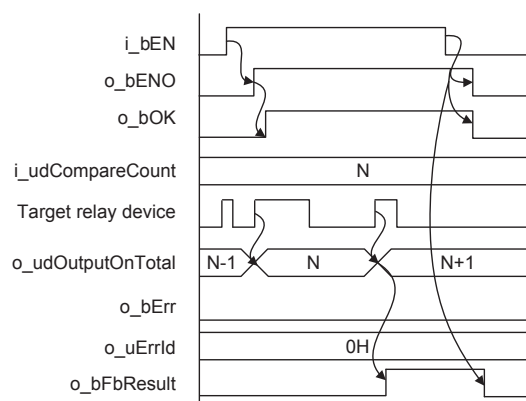 i_bEN
o_bENO
o_bOK
i_udCompareCount N
Target relay device
o_udOutputOnTotal N-1 N N+1
o_bErr
o_uErrId 0H
o_bFbResult